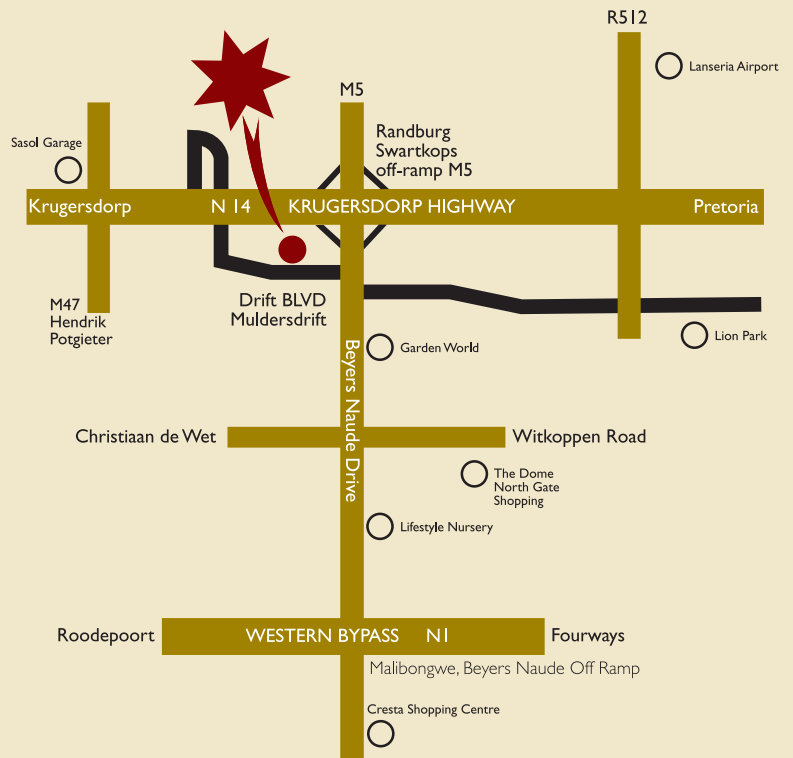 R512
Lanseria Airport
M5
Randburg
Swartkops
off-ramp M5
Sasol Garage
Krugersdorp
N 14
KRUGERSDORP HIGHWAY
Pretoria
M47
Hendrik
Potgieter
Drift BLVD
Muldersdrift
Lion Park
Garden World
Beyers Naude Drive
Christiaan de Wet
Witkoppen Road
The Dome
North Gate
Shopping
Lifestyle Nursery
Roodepoort
WESTERN BYPASS N1
Fourways
Malibongwe, Beyers Naude Off Ramp
Cresta Shopping Centre